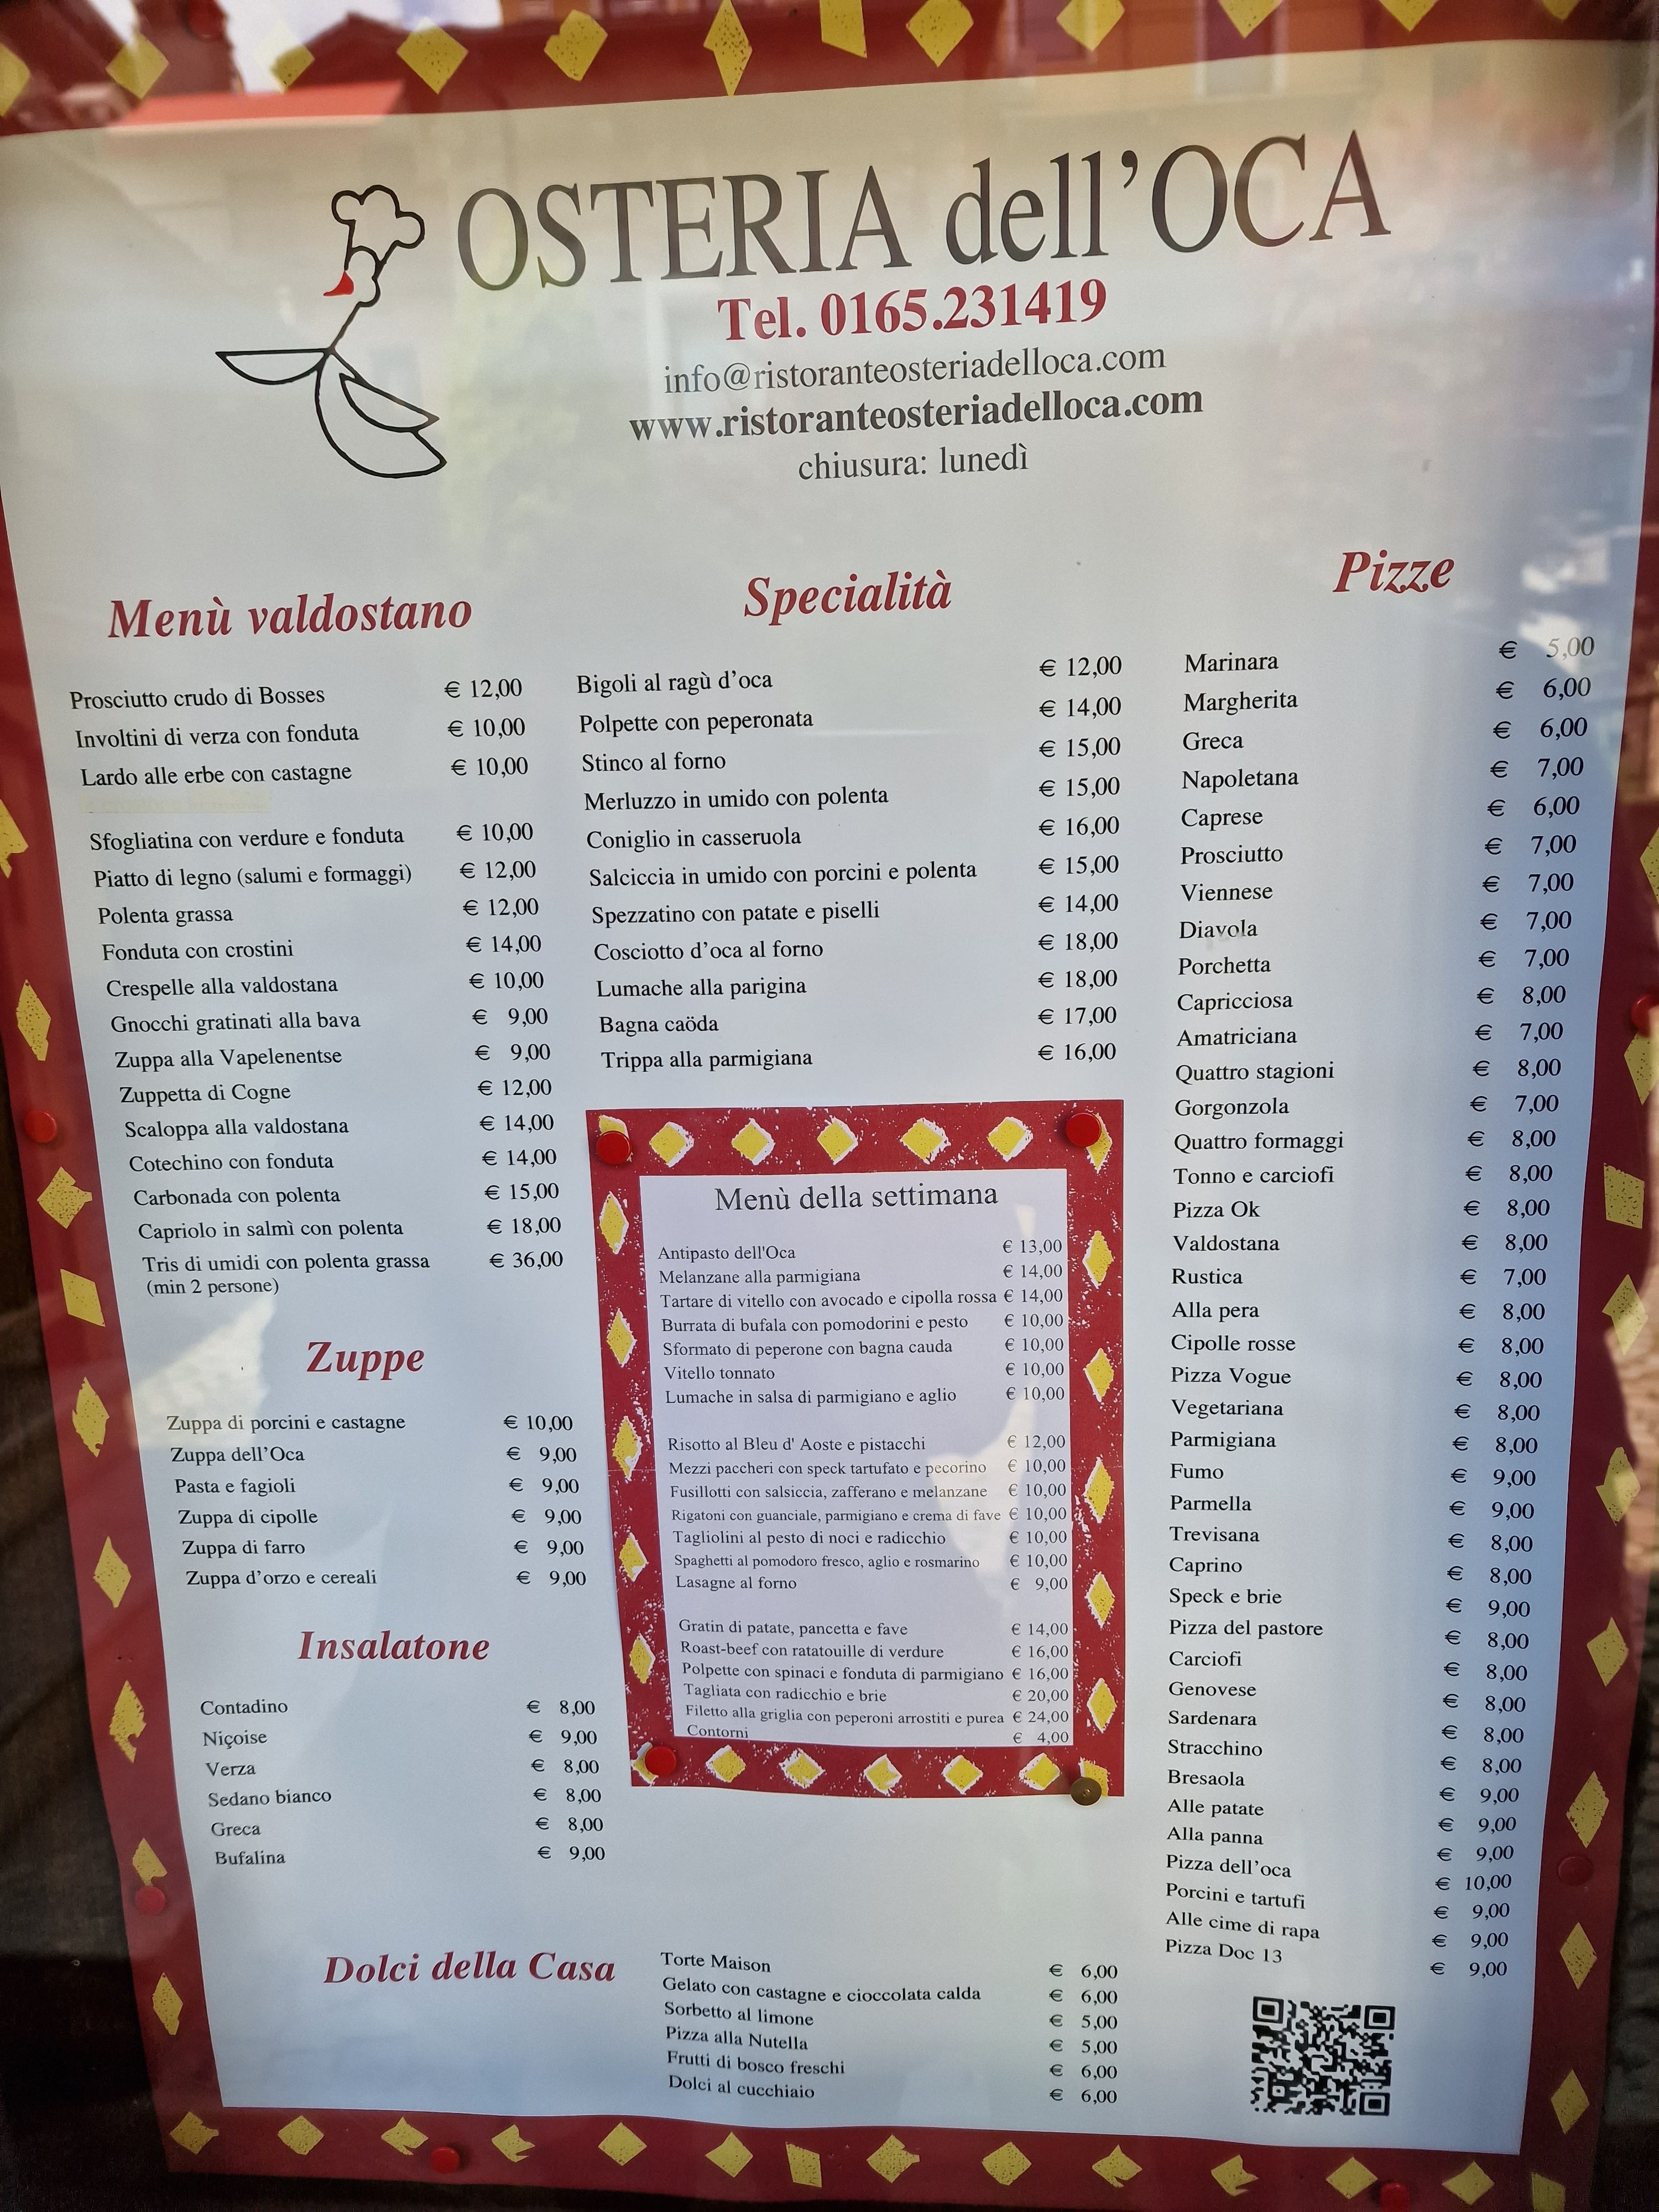 OSTERIA dell'OCA
Tel. 0165.231419
info@ristoranteosteriadelloca.com
www.ristoranteosteriadelloca.com
chiusura: lunedì
Menù valdostano
Prosciutto crudo di Bosses € 12,00
Involtini di verza con fonduta € 10,00
Lardo alle erbe con castagne € 10,00
Sfogliatina con verdure e fonduta € 10,00
Piatto di legno (salumi e formaggi) € 12,00
Polenta grassa € 12,00
Fonduta con crostini € 14,00
Crespelle alla valdostana € 10,00
Gnocchi gratinati alla bava € 9,00
Zuppa alla Vapelenentse € 9,00
Zuppetta di Cogne € 12,00
Scaloppa alla valdostana € 14,00
Cotechino con fonduta € 14,00
Carbonada con polenta € 15,00
Capriolo in salmì con polenta € 18,00
Tris di umidi con polenta grassa € 36,00
(min 2 persone)
Zuppe
Zuppa di porcini e castagne € 10,00
Zuppa dell'Oca € 9,00
Pasta e fagioli € 9,00
Zuppa di cipolle € 9,00
Zuppa di farro € 9,00
Zuppa d'orzo e cereali € 9,00
Insalatone
Contadino € 8,00
Niçoise € 9,00
Verza € 8,00
Sedano bianco € 8,00
Greca € 8,00
Bufalina € 9,00
Specialità
Bigoli al ragù d'oca € 12,00
Polpette con peperonata € 14,00
Stinco al forno € 15,00
Merluzzo in umido con polenta € 15,00
Coniglio in casseruola € 16,00
Salciccia in umido con porcini e polenta € 15,00
Spezzatino con patate e piselli € 14,00
Cosciotto d'oca al forno € 18,00
Lumache alla parigina € 18,00
Bagna caöda € 17,00
Trippa alla parmigiana € 16,00
Menù della settimana
Antipasto dell'Oca € 13,00
Melanzane alla parmigiana € 14,00
Tartare di vitello con avocado e cipolla rossa € 14,00
Burrata di bufala con pomodorini e pesto € 10,00
Sformato di peperone con bagna cauda € 10,00
Vitello tonnato € 10,00
Lumache in salsa di parmigiano e aglio € 10,00
Risotto al Bleu d' Aoste e pistacchi € 12,00
Mezzi paccheri con speck tartufato e pecorino € 10,00
Fusillotti con salsiccia, zafferano e melanzane € 10,00
Rigatoni con guanciale, parmigiano e crema di fave € 10,00
Tagliolini al pesto di noci e radicchio € 10,00
Spaghetti al pomodoro fresco, aglio e rosmarino € 10,00
Lasagne al forno € 9,00
Gratin di patate, pancetta e fave € 14,00
Roast-beef con ratatouille di verdure € 16,00
Polpette con spinaci e fonduta di parmigiano € 16,00
Tagliata con radicchio e brie € 20,00
Filetto alla griglia con peperoni arrostiti e purea € 24,00
Contorni € 4,00
Pizze
Marinara € 5,00
Margherita € 6,00
Greca € 6,00
Napoletana € 7,00
Caprese € 6,00
Prosciutto € 7,00
Viennese € 7,00
Diavola € 7,00
Porchetta € 7,00
Capricciosa € 8,00
Amatriciana € 7,00
Quattro stagioni € 8,00
Gorgonzola € 7,00
Quattro formaggi € 8,00
Tonno e carciofi € 8,00
Pizza Ok € 8,00
Valdostana € 8,00
Rustica € 7,00
Alla pera € 8,00
Cipolle rosse € 8,00
Pizza Vogue € 8,00
Vegetariana € 8,00
Parmigiana € 8,00
Fumo € 9,00
Parmella € 9,00
Trevisana € 8,00
Caprino € 8,00
Speck e brie € 9,00
Pizza del pastore € 8,00
Carciofi € 8,00
Genovese € 8,00
Sardenara € 8,00
Stracchino € 8,00
Bresaola € 9,00
Alle patate € 9,00
Alla panna € 9,00
Pizza dell'oca € 10,00
Porcini e tartufi € 9,00
Alle cime di rapa € 9,00
Pizza Doc 13 € 9,00
Dolci della Casa
Torte Maison € 6,00
Gelato con castagne e cioccolata calda € 6,00
Sorbetto al limone € 5,00
Pizza alla Nutella € 5,00
Frutti di bosco freschi € 6,00
Dolci al cucchiaio € 6,00